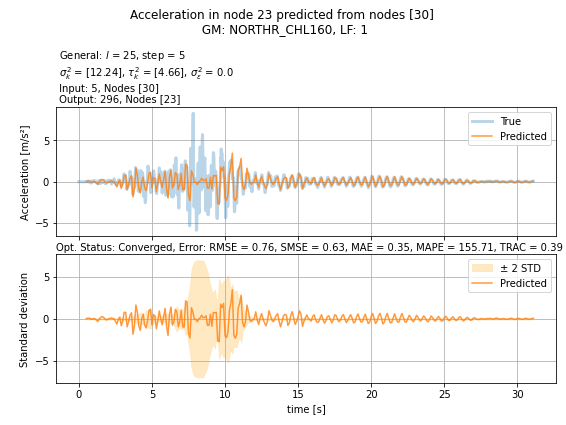 Acceleration in node 23 predicted from nodes [30]
GM: NORTHR_CHL160, LF: 1
General: l = 25, step = 5
σ²ₖ = [12.24], τ²ₖ = [4.66], σ²ε = 0.0
Input: 5, Nodes [30]
Output: 296, Nodes [23]
Acceleration [m/s²]
5
0
−5
True
Predicted
Opt. Status: Converged, Error: RMSE = 0.76, SMSE = 0.63, MAE = 0.35, MAPE = 155.71, TRAC = 0.39
Standard deviation
5
0
−5
± 2 STD
Predicted
0 5 10 15 20 25 30
time [s]